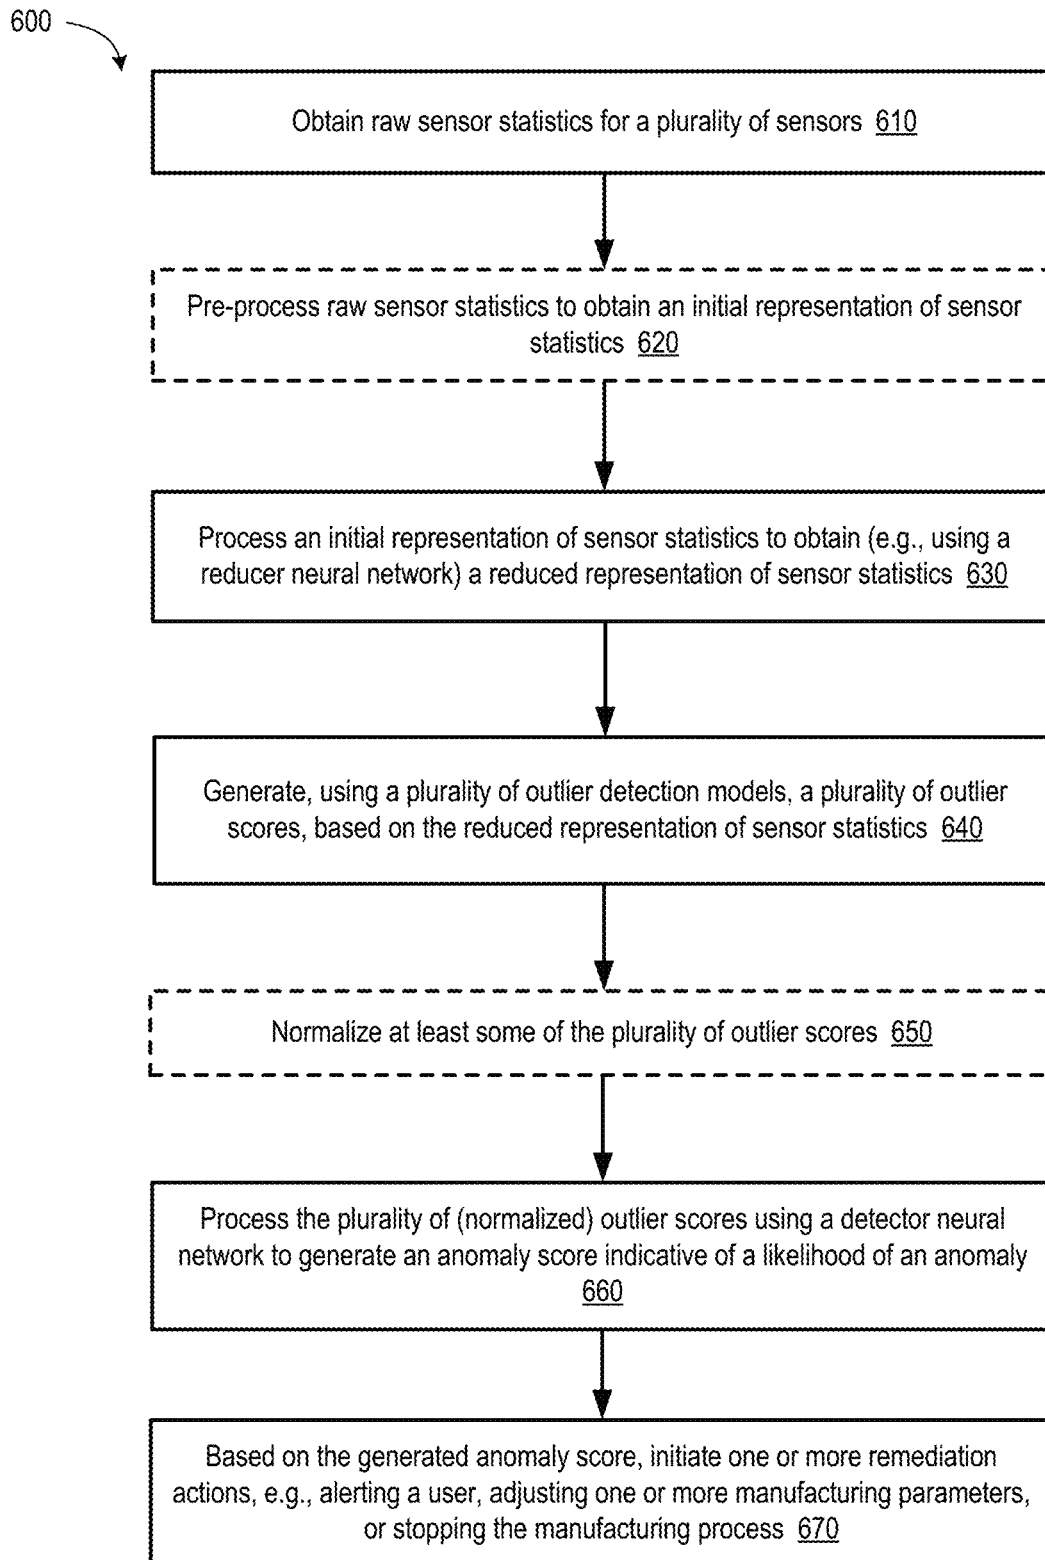 600
Obtain raw sensor statistics for a plurality of sensors 610
Pre-process raw sensor statistics to obtain an initial representation of sensor
statistics 620
Process an initial representation of sensor statistics to obtain (e.g., using a
reducer neural network) a reduced representation of sensor statistics 630
Generate, using a plurality of outlier detection models, a plurality of outlier
scores, based on the reduced representation of sensor statistics 640
Normalize at least some of the plurality of outlier scores 650
Process the plurality of (normalized) outlier scores using a detector neural
network to generate an anomaly score indicative of a likelihood of an anomaly
660
Based on the generated anomaly score, initiate one or more remediation
actions, e.g., alerting a user, adjusting one or more manufacturing parameters,
or stopping the manufacturing process 670